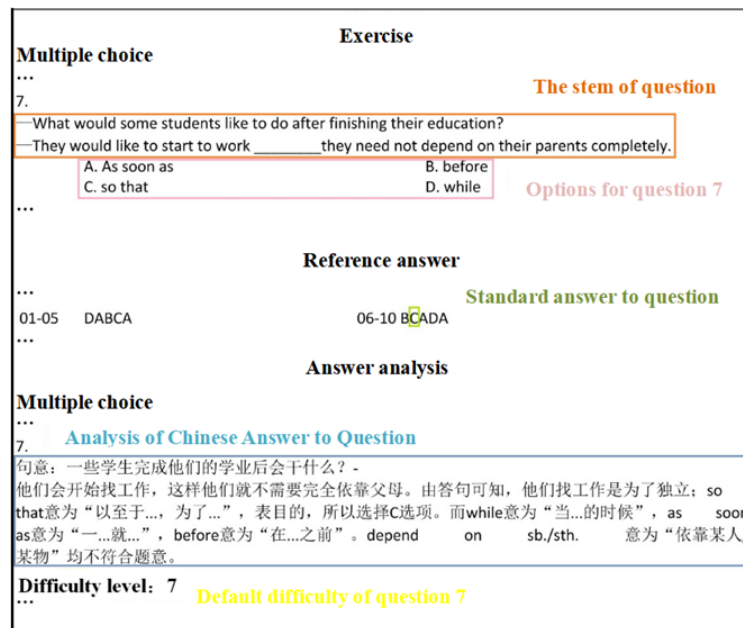 Exercise
Multiple choice
...
The stem of question
7.
—What would some students like to do after finishing their education?
—They would like to start to work ________they need not depend on their parents completely.
A. As soon as B. before
C. so that D. while
Options for question 7
...
Reference answer
...
Standard answer to question
01-05 DABCA 06-10 BCADA
...
Answer analysis
Multiple choice
...
7. Analysis of Chinese Answer to Question
句意：一些学生完成他们的学业后会干什么？-
他们会开始找工作，这样他们就不需要完全依靠父母。由答句可知，他们找工作是为了独立；so
that意为“以至于...，为了...”，表目的，所以选择C选项。而while意为“当...的时候”，as soon
as意为“一...就...”，before意为“在...之前”。depend on sb./sth. 意为“依靠某人/
某物”均不符合题意。
Difficulty level：7
Default difficulty of question 7
...